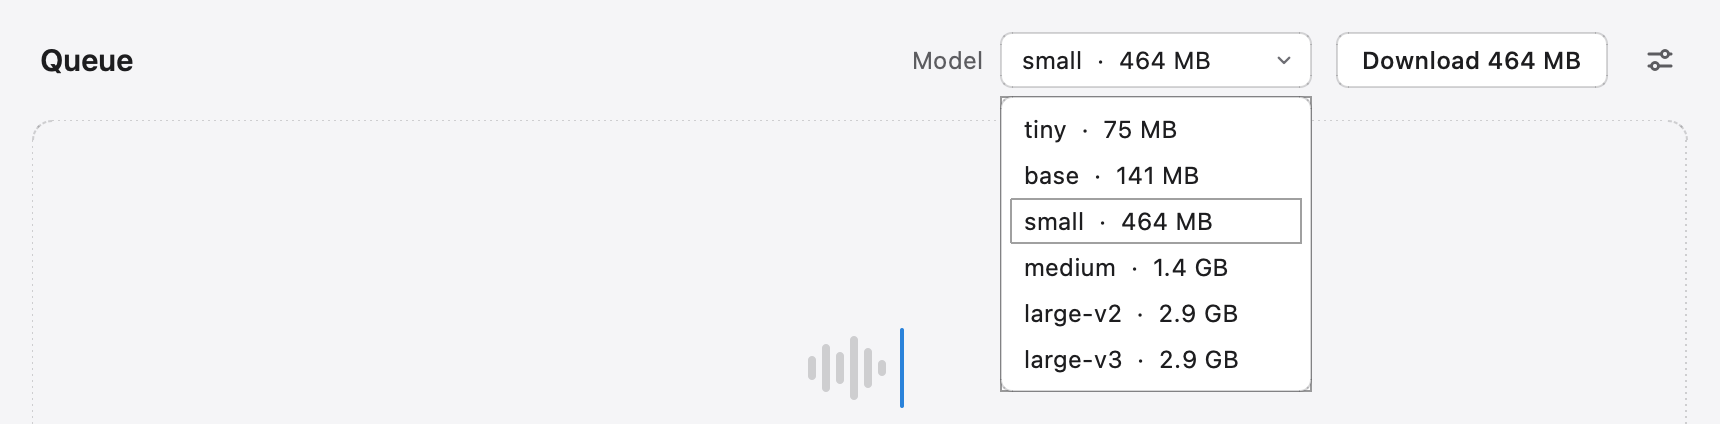 Queue
Model
small · 464 MB
Download 464 MB
tiny · 75 MB
base · 141 MB
small · 464 MB
medium · 1.4 GB
large-v2 · 2.9 GB
large-v3 · 2.9 GB